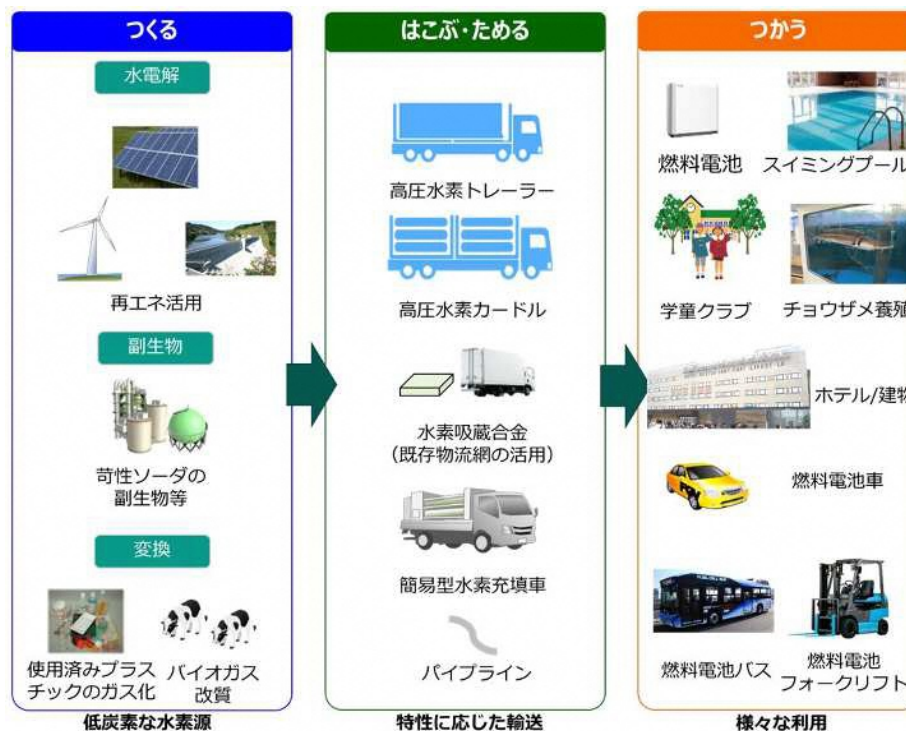 つくる
水電解
再エネ活用
副生物
苛性ソーダの
副生物等
変換
使用済みプラス
チックのガス化
バイオガス
改質
低炭素な水素源
はこぶ・ためる
高圧水素トレーラー
高圧水素カードル
水素吸蔵合金
(既存物流網の活用)
簡易型水素充填車
パイプライン
特性に応じた輸送
つかう
燃料電池
スイミングプール
学童クラブ
チョウザメ養殖
ホテル/建物
燃料電池車
燃料電池バス
燃料電池
フォークリフト
様々な利用